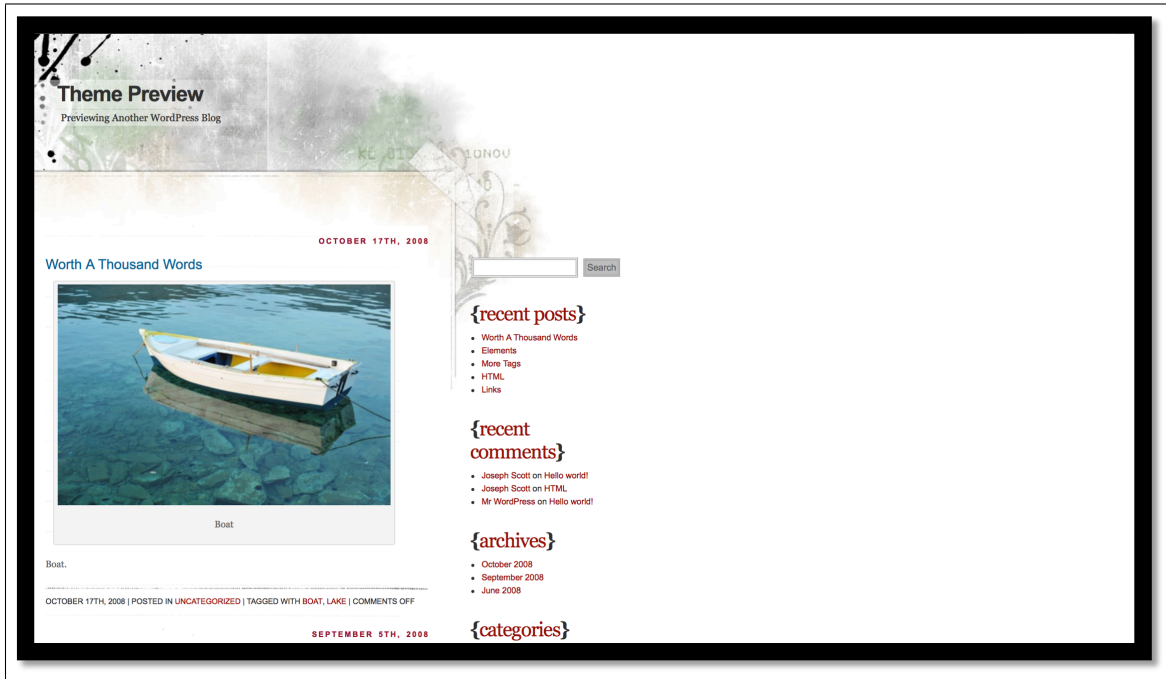 Theme Preview
Previewing Another WordPress Blog
10NOV
OCTOBER 17TH, 2008
Worth A Thousand Words
Boat
Boat.
OCTOBER 17TH, 2008 | POSTED IN UNCATEGORIZED | TAGGED WITH BOAT, LAKE | COMMENTS OFF
SEPTEMBER 5TH, 2008
Search
{recent posts}
Worth A Thousand Words
Elements
More Tags
HTML
Links
{recent
comments}
Joseph Scott on Hello world!
Joseph Scott on HTML
Mr WordPress on Hello world!
{archives}
October 2008
September 2008
June 2008
{categories}